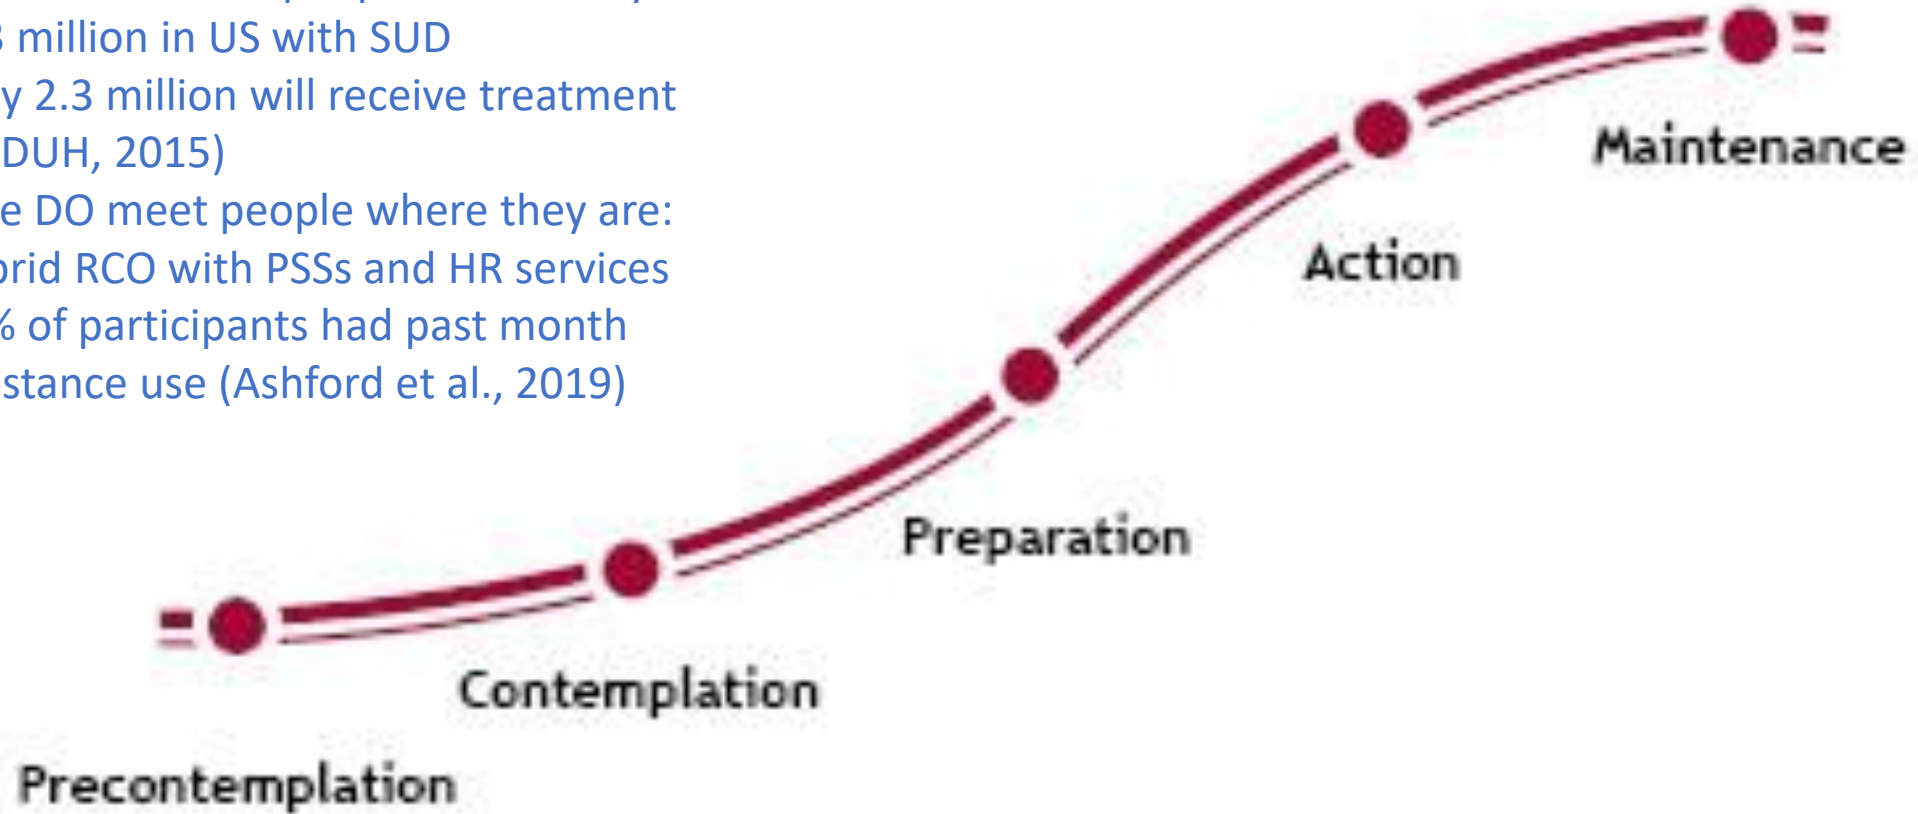 3 million in US with SUD
y 2.3 million will receive treatment
DUH, 2015)
e DO meet people where they are:
brid RCO with PSSs and HR services
% of participants had past month
stance use (Ashford et al., 2019)
Maintenance
Action
Preparation
Contemplation
Precontemplation